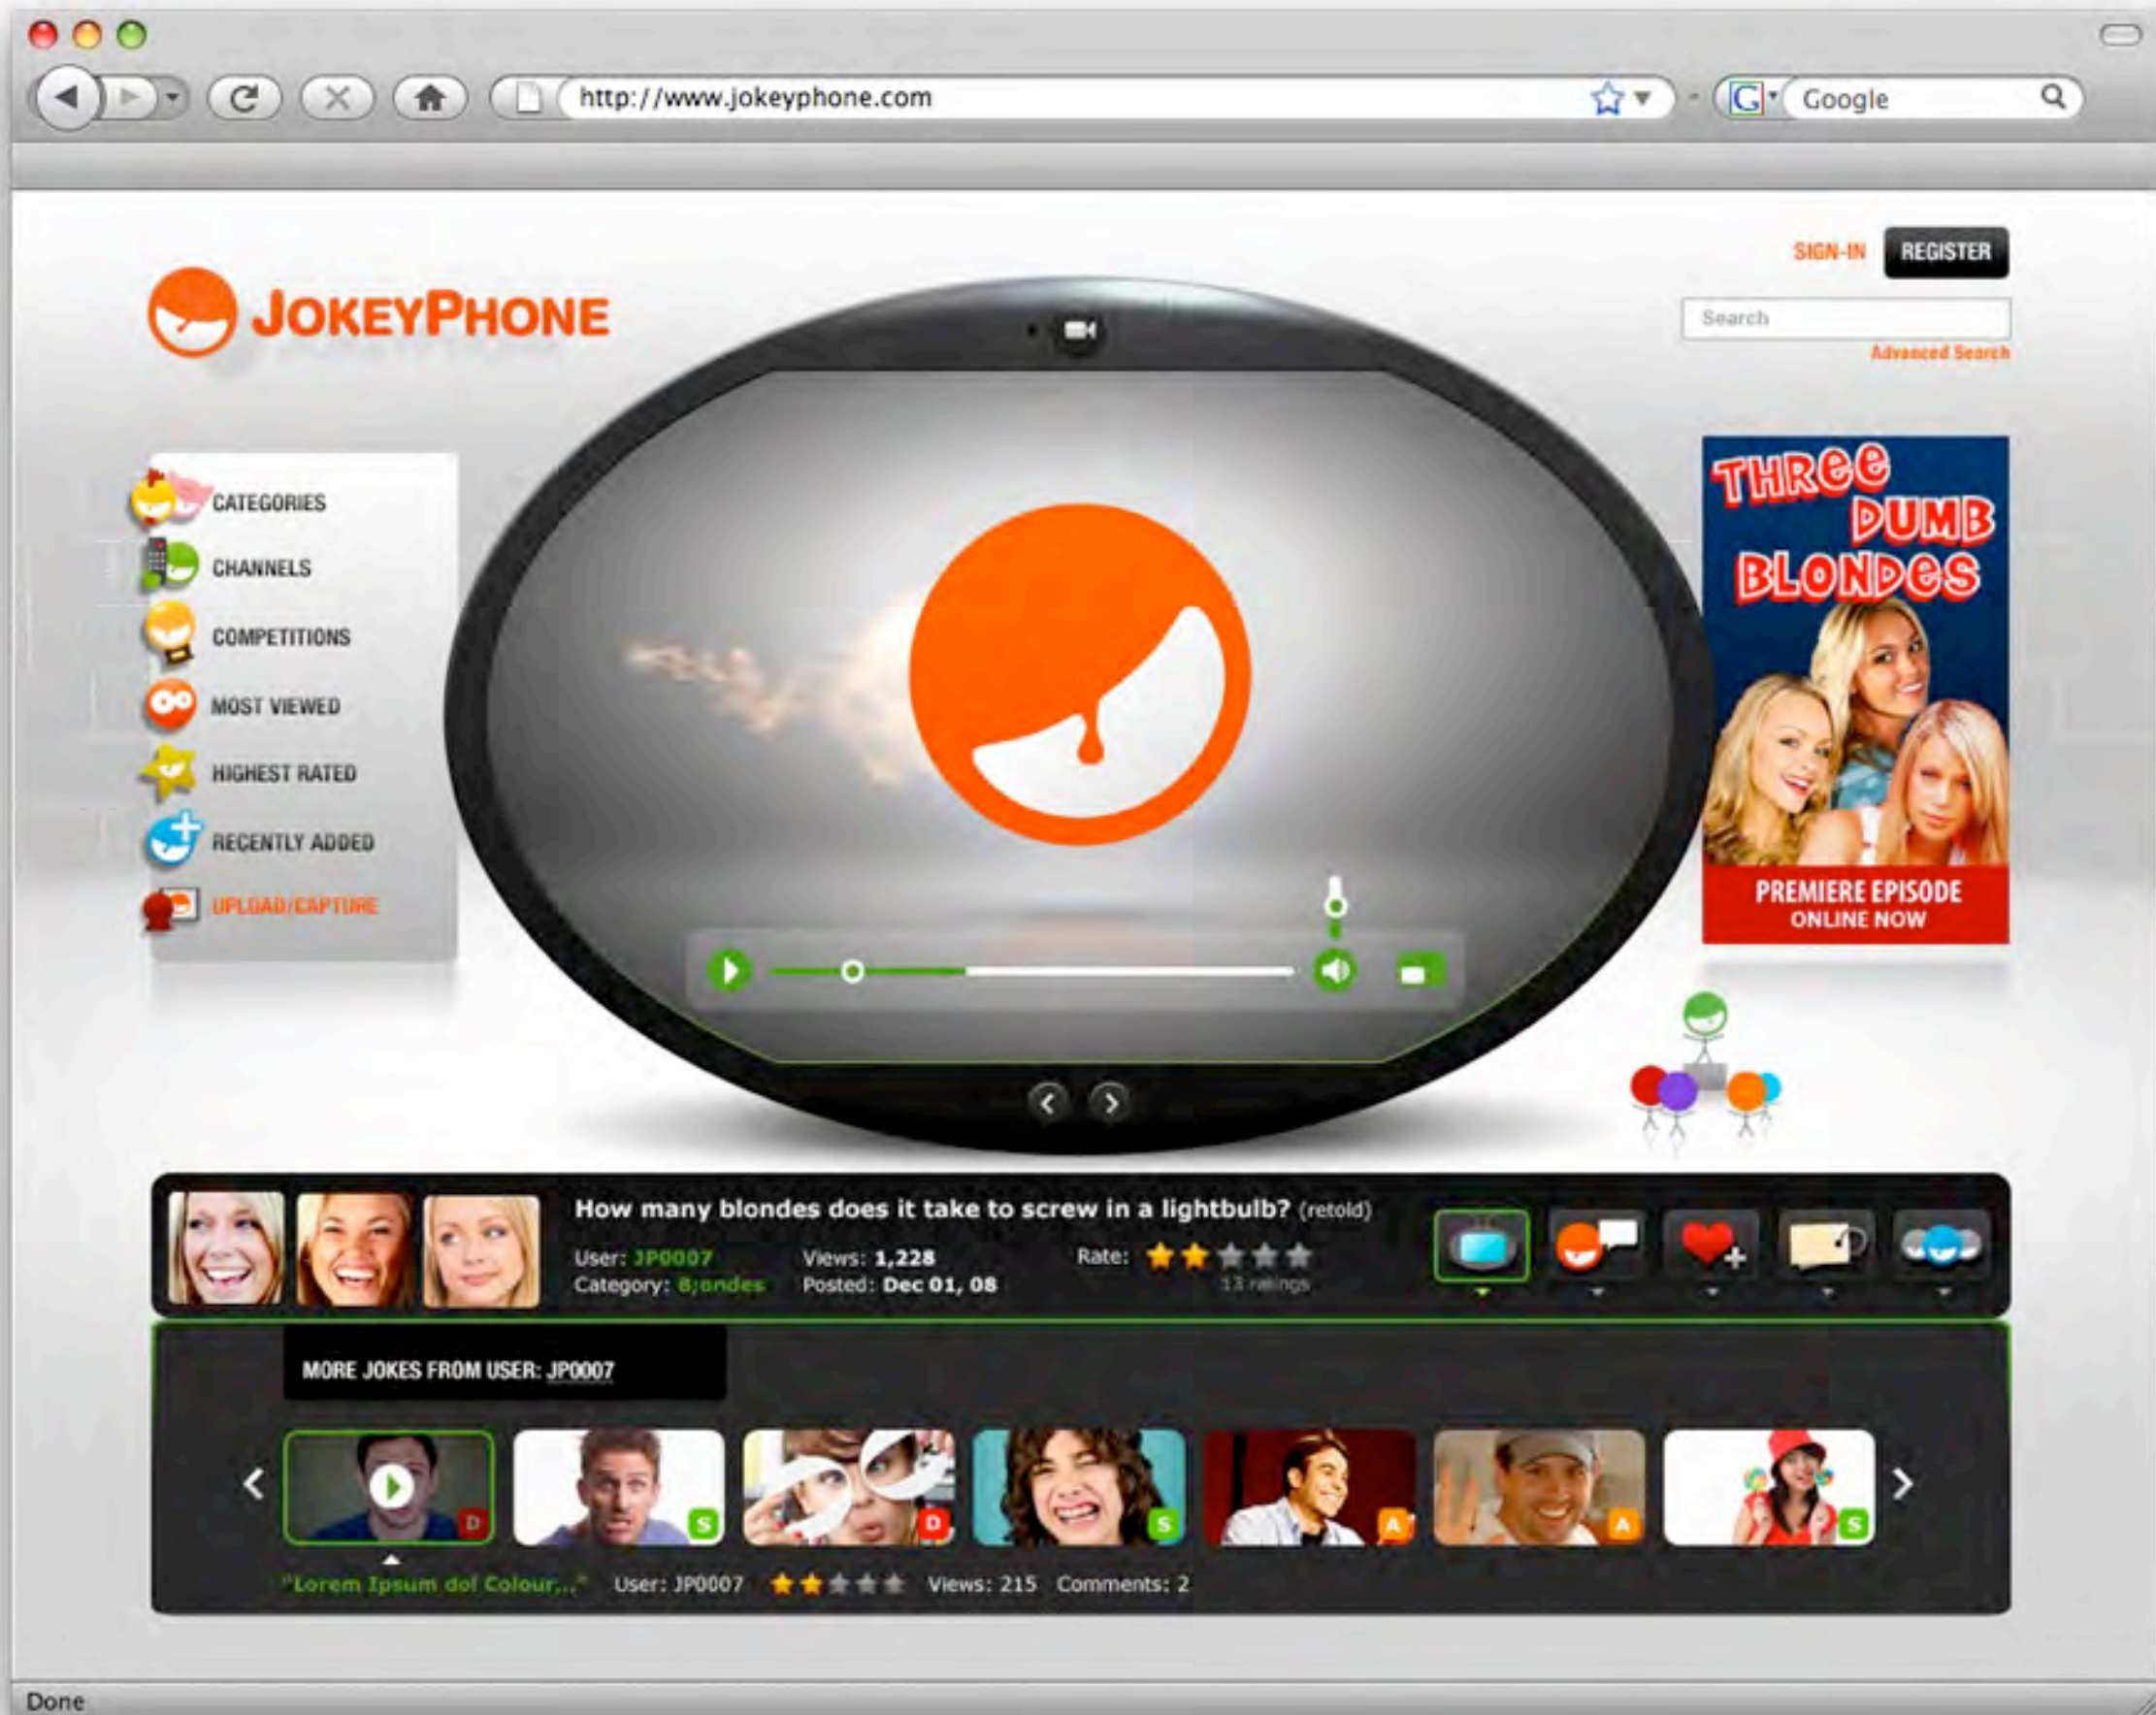 http://www.jokeyphone.com
Google
SIGN-IN
REGISTER
JOKEYPHONE
Search
Advanced Search
CATEGORIES
CHANNELS
COMPETITIONS
MOST VIEWED
HIGHEST RATED
RECENTLY ADDED
UPLOAD/CAPTURE
THREE
DUMB
BLONDES
PREMIERE EPISODE
ONLINE NOW
How many blondes does it take to screw in a lightbulb? (retold)
User: JP0007 Views: 1,228 Rate:
Category: B;ondes Posted: Dec 01, 08 13 ratings
MORE JOKES FROM USER: JP0007
D S D S A A S
"Lorem Ipsum dol Colour,.." User: JP0007 Views: 215 Comments: 2
Done